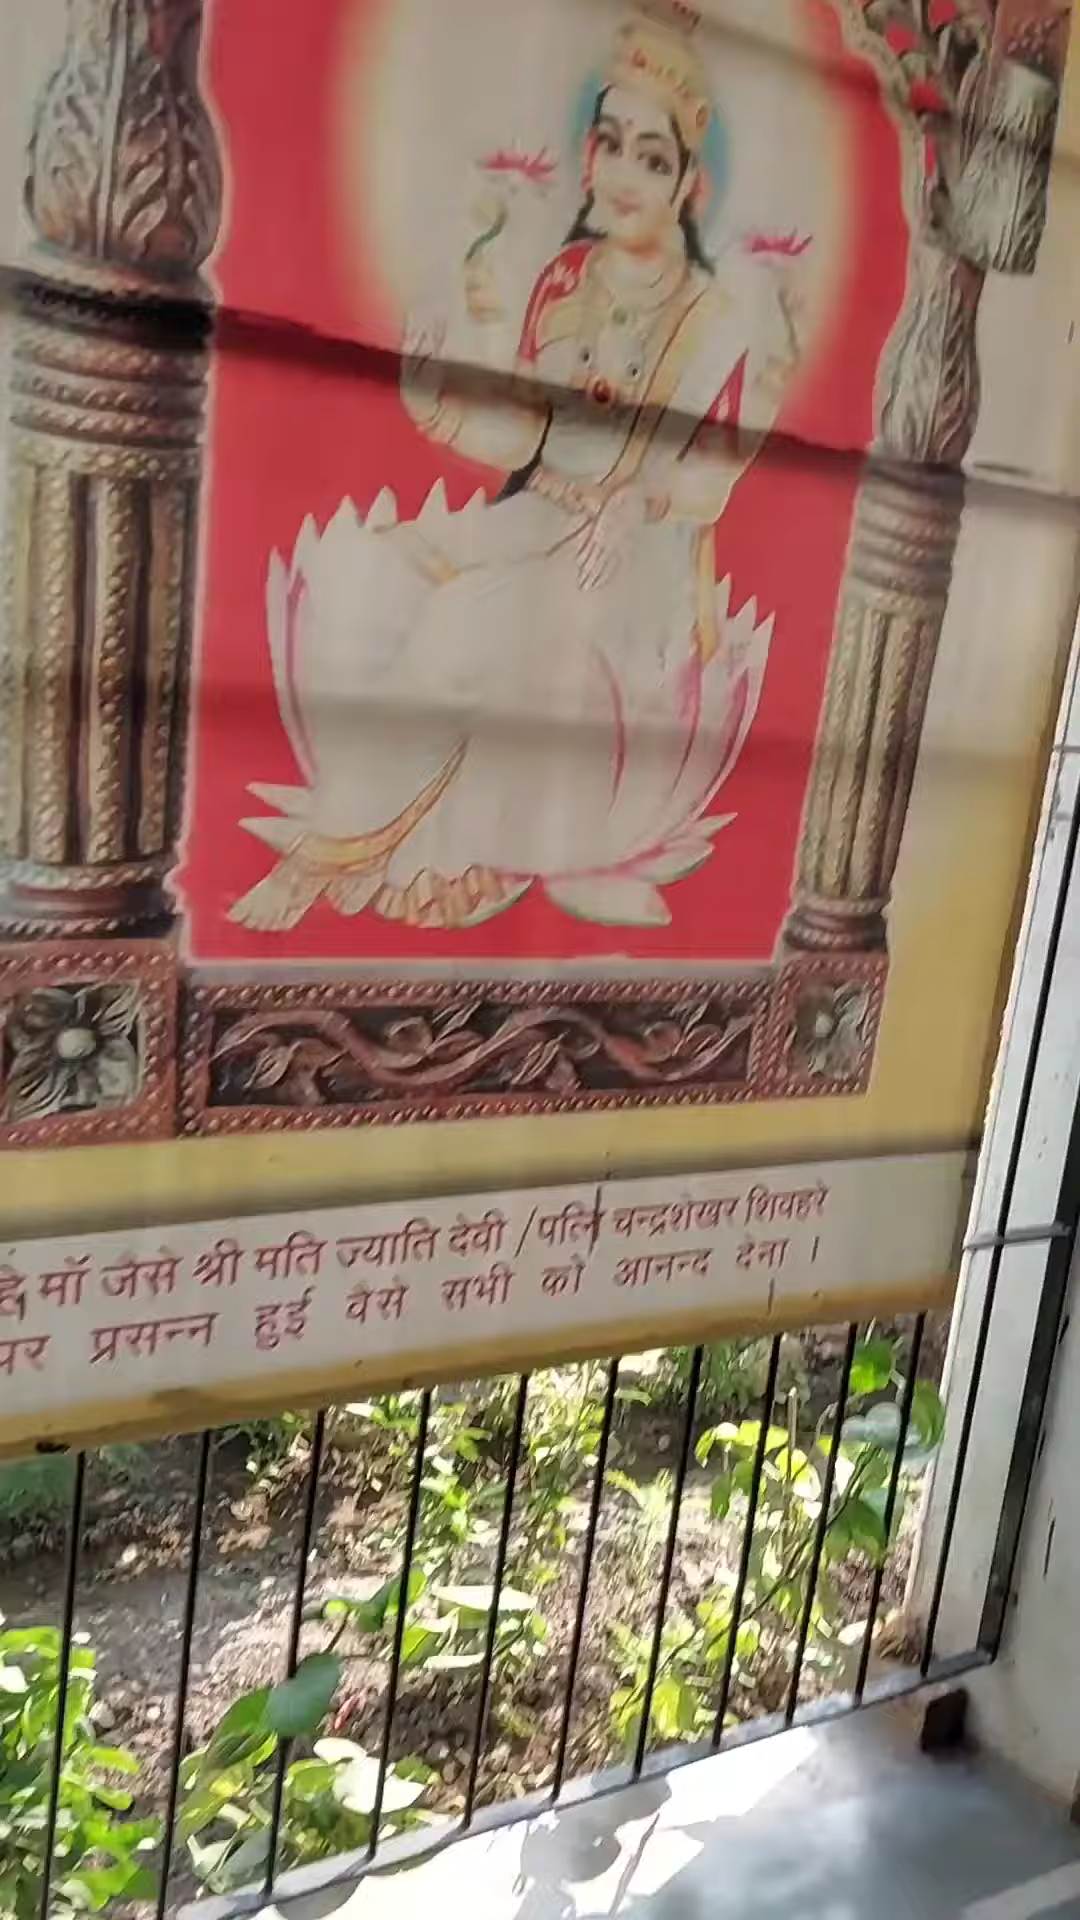 हे माँ जैसे श्री मति ज्याति देवी /पत्नि चन्द्रशेखर शिवहरे
पर प्रसन्न हुई वैसे सभी को आनन्द देना ।